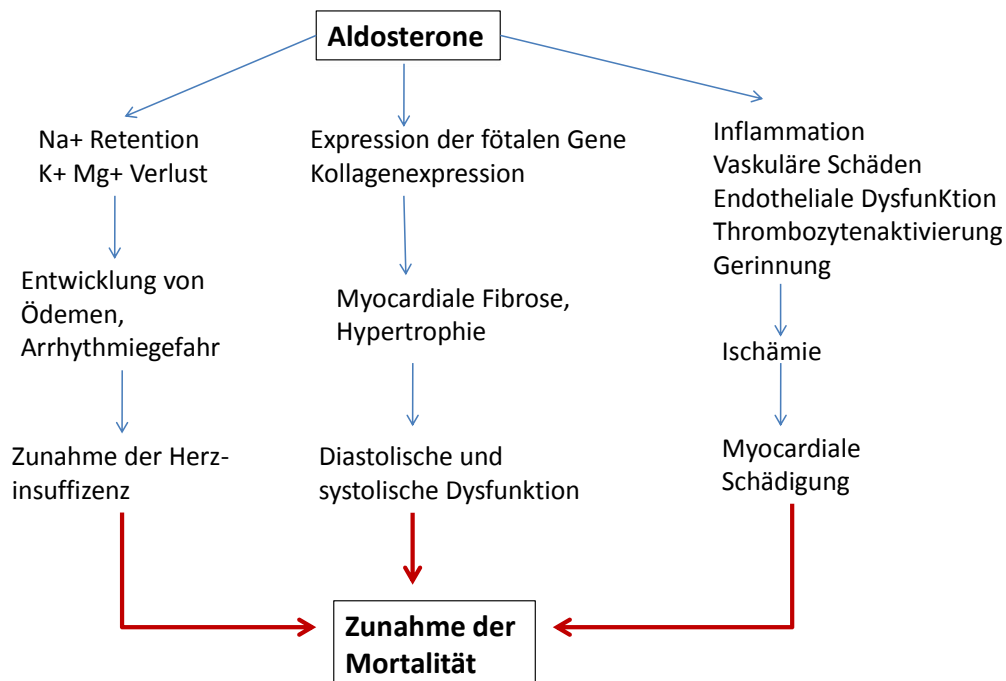 Aldosterone
Na+ Retention
K+ Mg+ Verlust
Entwicklung von
Ödemen,
Arrhythmiegefahr
Zunahme der Herz-
insuffizenz
Expression der fötalen Gene
Kollagenexpression
Myocardiale Fibrose,
Hypertrophie
Diastolische und
systolische Dysfunktion
Inflammation
Vaskuläre Schäden
Endotheliale DysfunKtion
Thrombozytenaktivierung
Gerinnung
Ischämie
Myocardiale
Schädigung
Zunahme der
Mortalität